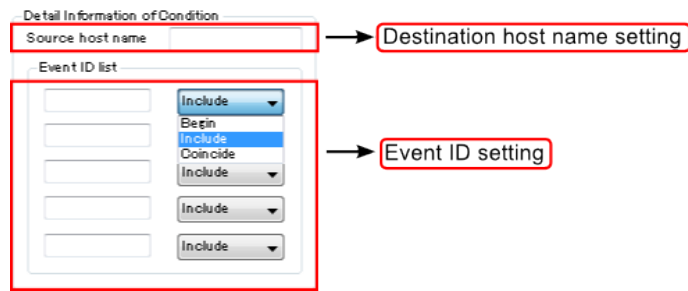 Detail Information of Condition
Source host name
Destination host name setting
Event ID list
Include
Begin
Include
Coincide
Event ID setting
Include
Include
Include